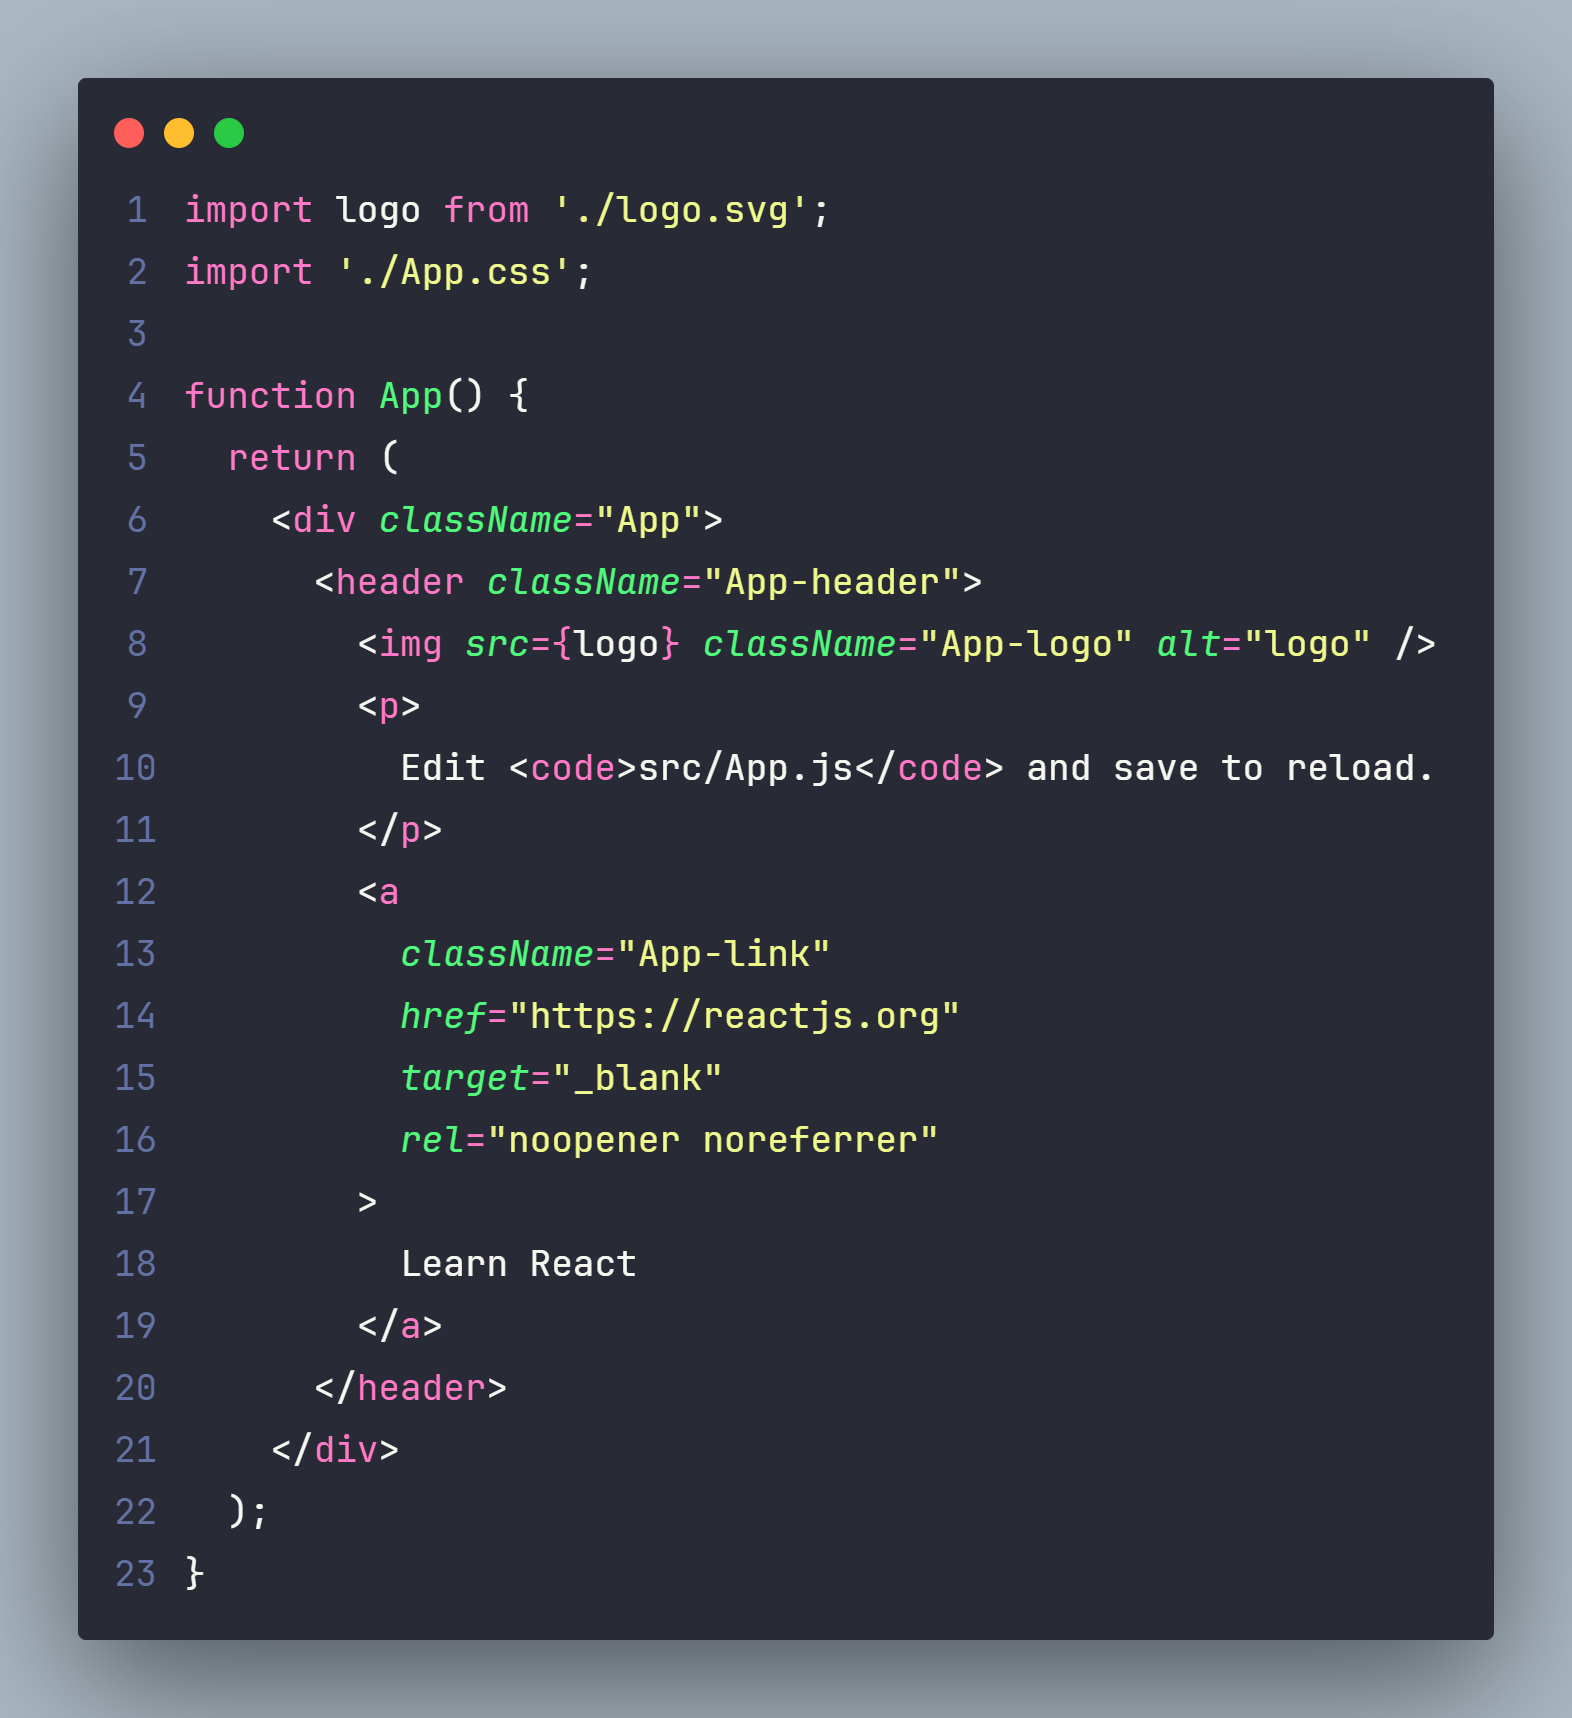 1 import logo from './logo.svg';
2 import './App.css';
3
4 function App() {
5   return (
6     <div className="App">
7       <header className="App-header">
8         <img src={logo} className="App-logo" alt="logo" />
9         <p>
10           Edit <code>src/App.js</code> and save to reload.
11         </p>
12         <a
13           className="App-link"
14           href="https://reactjs.org"
15           target="_blank"
16           rel="noopener noreferrer"
17         >
18           Learn React
19         </a>
20       </header>
21     </div>
22   );
23 }